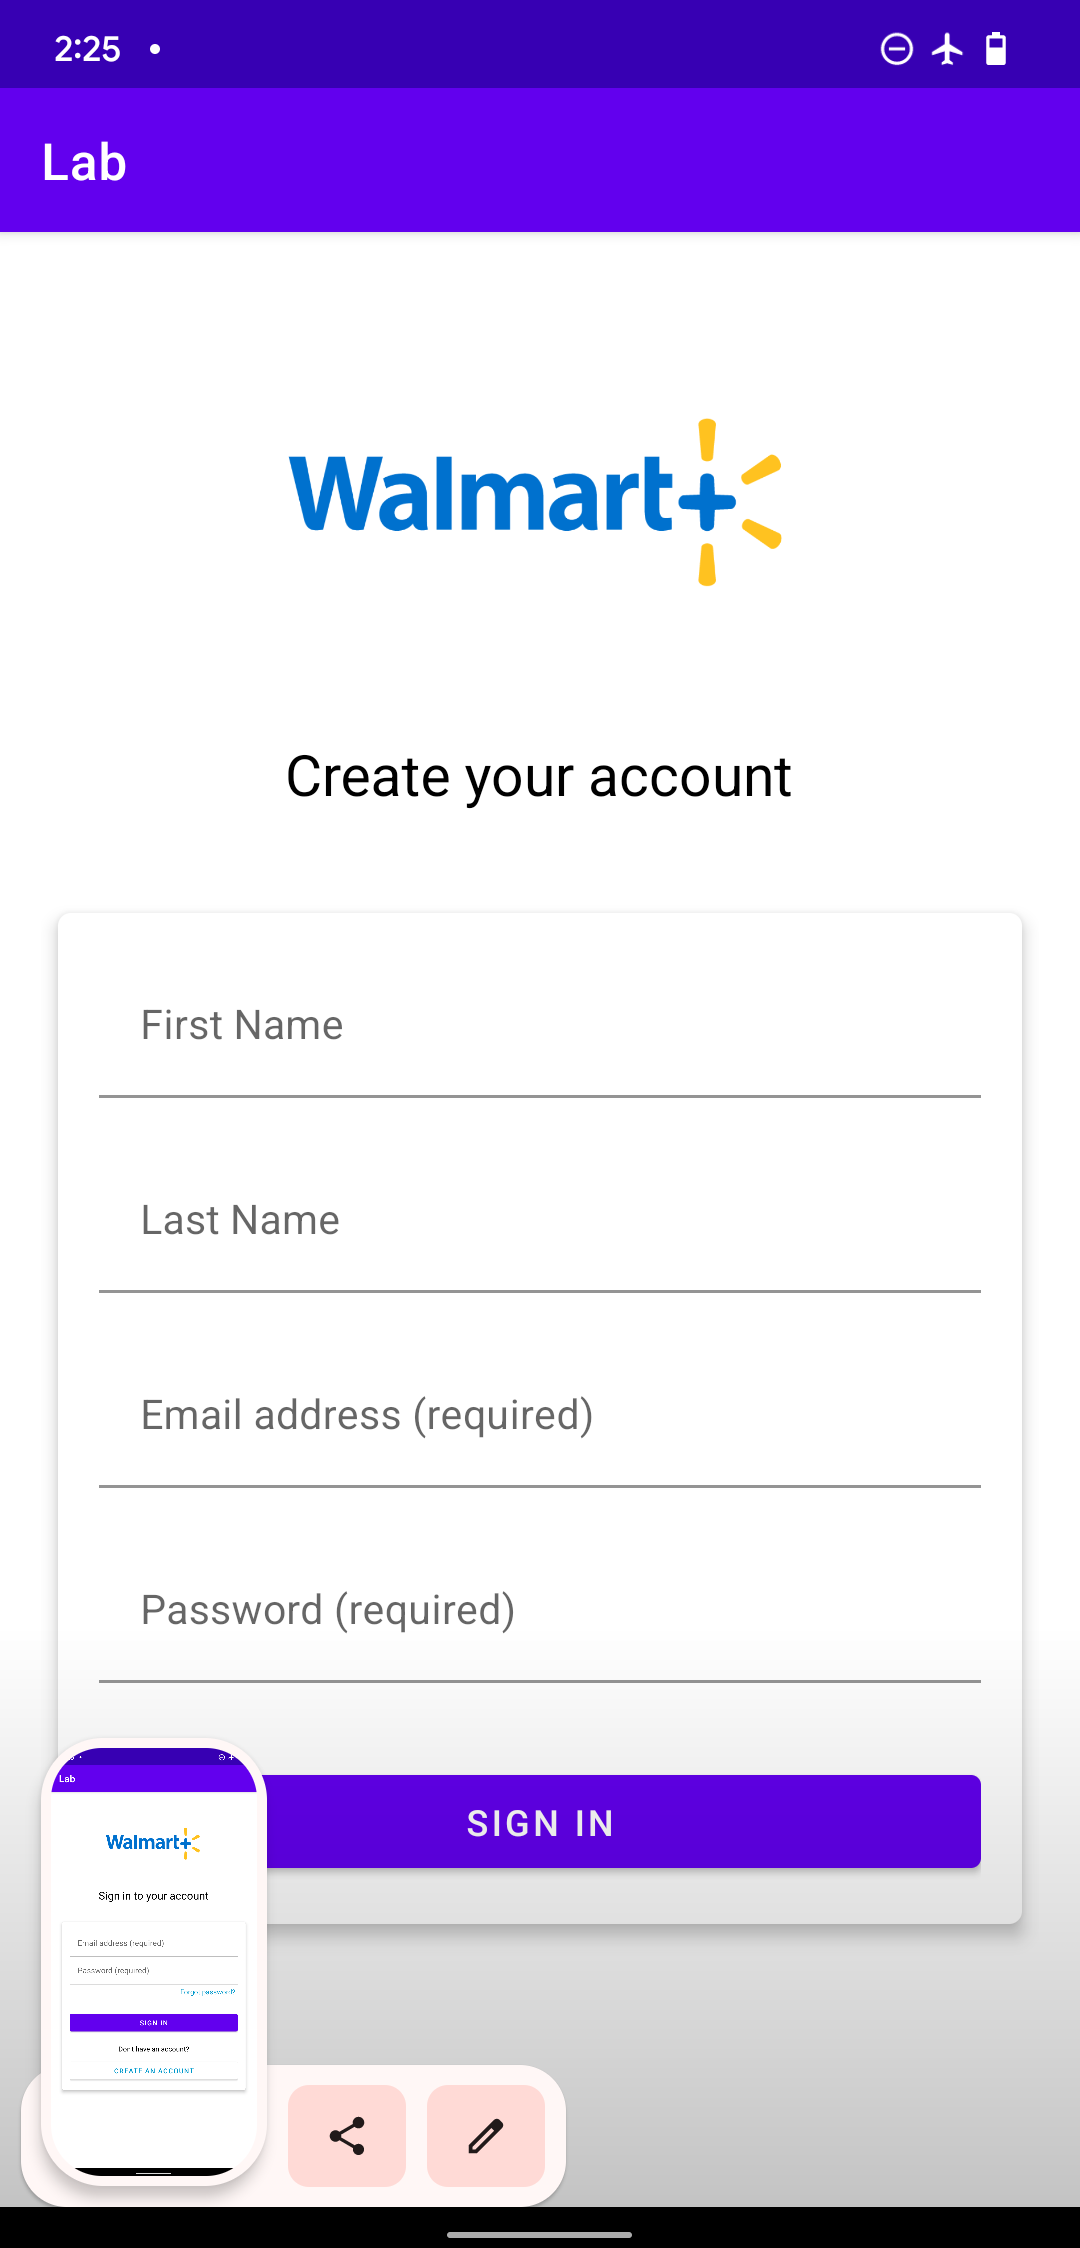 2:25
Lab
Walmart
Create your account
First Name
Last Name
Email address (required)
Password (required)
SIGN IN
Lab
Walmart
Sign in to your account
Email address (required)
Password (required)
Forgot password?
SIGN IN
Don't have an account?
CREATE AN ACCOUNT